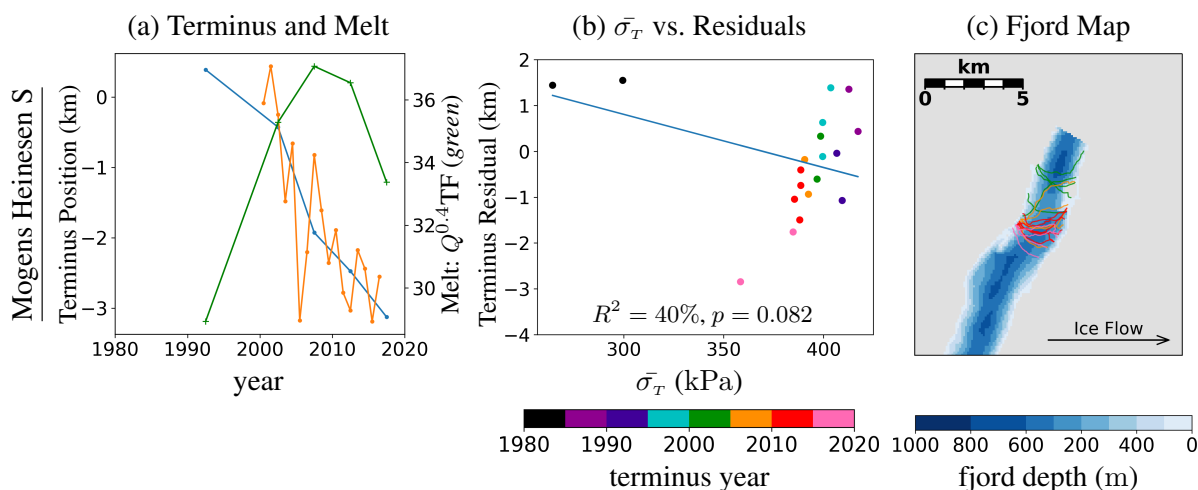 (a) Terminus and Melt
(b) σ̄_T vs. Residuals
(c) Fjord Map
Mogens Heinesen S
Terminus Position (km)
0
−1
−2
−3
1980
1990
2000
2010
2020
year
36
34
32
30
Melt: Q^0.4TF (green)
Terminus Residual (km)
2
1
0
−1
−2
−3
−4
R² = 40%, p = 0.082
300
350
400
σ̄_T (kPa)
1980
1990
2000
2010
2020
terminus year
km
0
5
Ice Flow
1000
800
600
200
400
0
fjord depth (m)